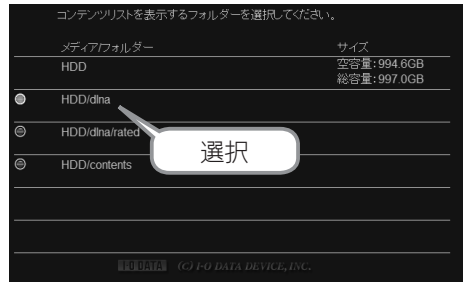 コンテンツリストを表示するフォルダーを選択してください。
メディア/フォルダー サイズ
HDD 空容量:994.6GB
総容量:997.0GB
HDD/dlna
HDD/dlna/rated
選択
HDD/contents
I-O DATA (C) I-O DATA DEVICE, INC.